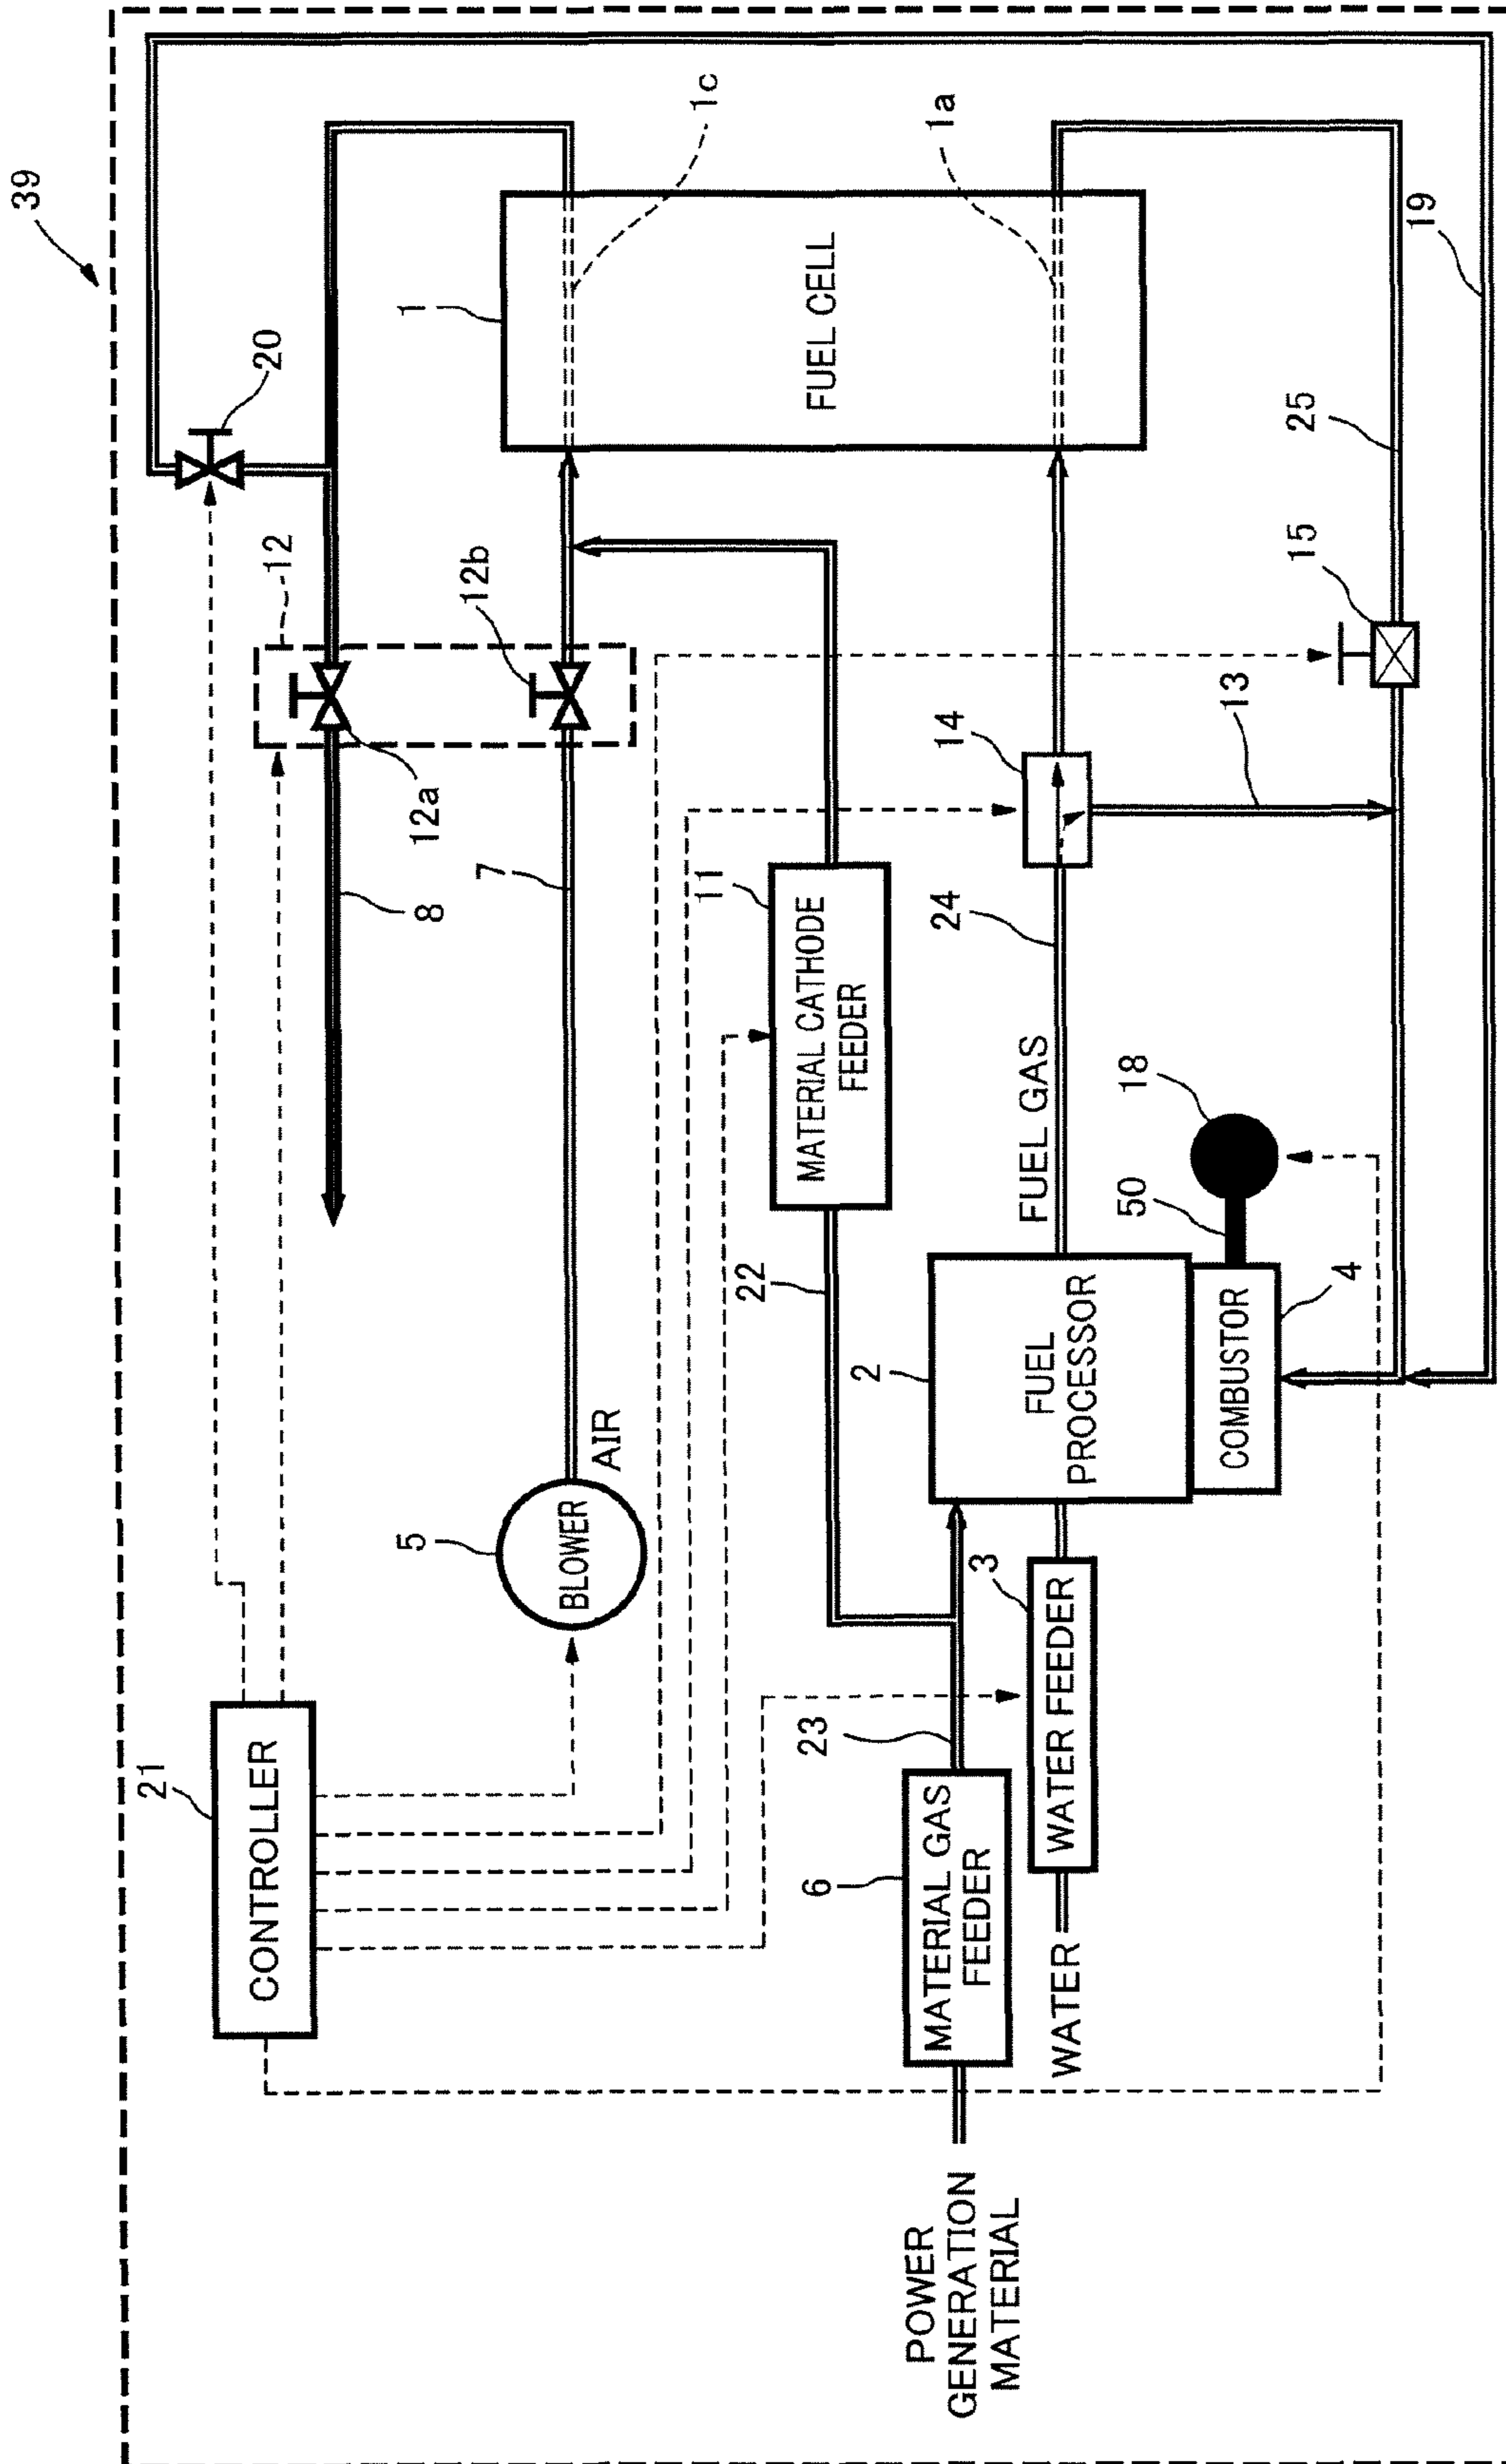 39
20
12
12b
12a
8
7
1
FUEL CELL
1c
1a
21
CONTROLLER
5
BLOWER
AIR
11
MATERIAL CATHODE
FEEDER
22
14
24
FUEL GAS
13
15
25
19
18
50
4
COMBUSTOR
2
FUEL
PROCESSOR
3
WATER FEEDER
WATER
23
6
MATERIAL GAS
FEEDER
POWER
GENERATION
MATERIAL